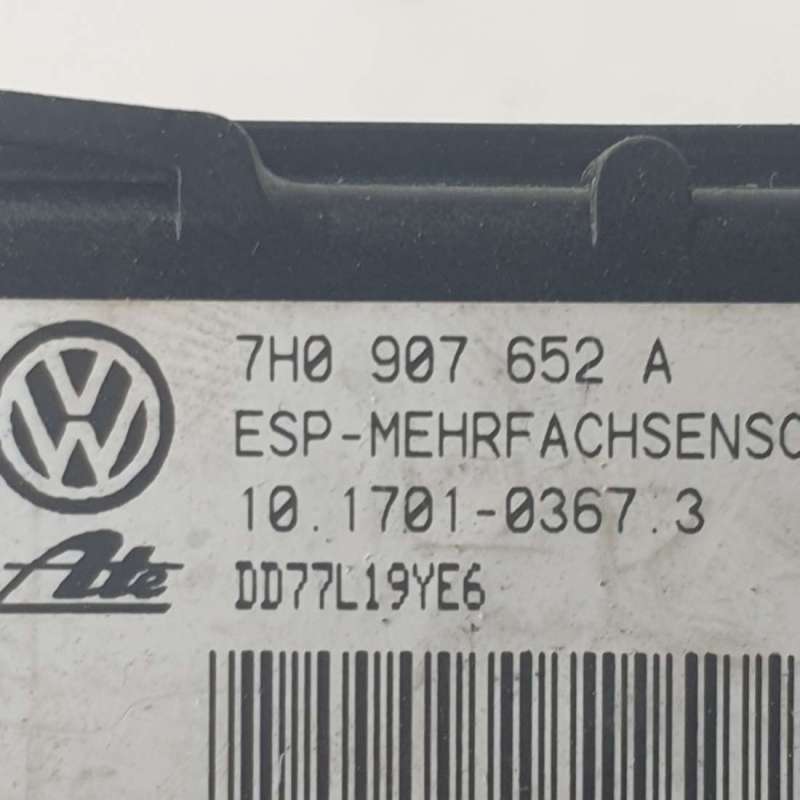 7H0 907 652 A
ESP-MEHRFACHSENSO
10.1701-0367.3
Ate
DD77L19YE6